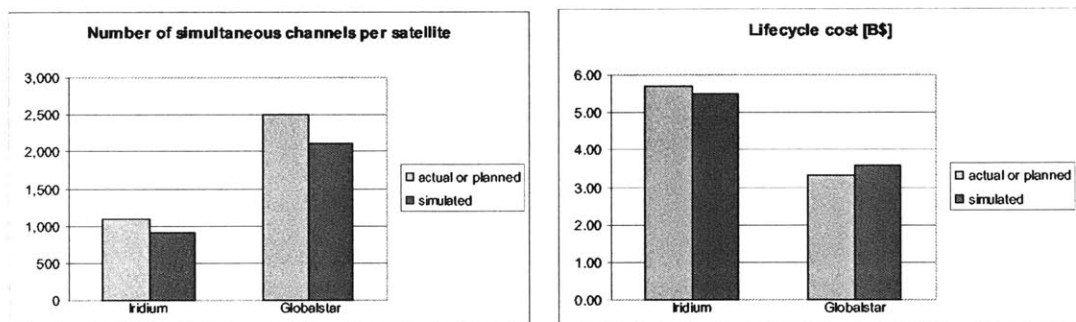 Number of simultaneous channels per satellite
3,000
2,500
2,000
1,500
1,000
500
0
Iridium
Globalstar
actual or planned
simulated
Lifecycle cost [B$]
6.00
5.00
4.00
3.00
2.00
1.00
0.00
Iridium
Globalstar
actual or planned
simulated